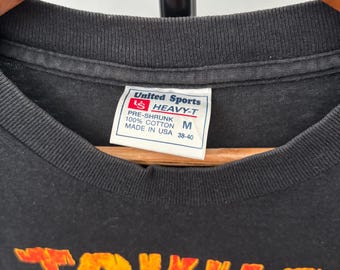 United Sports
US HEAVY-T
PRE-SHRUNK
100% COTTON M
MADE IN USA 38-40